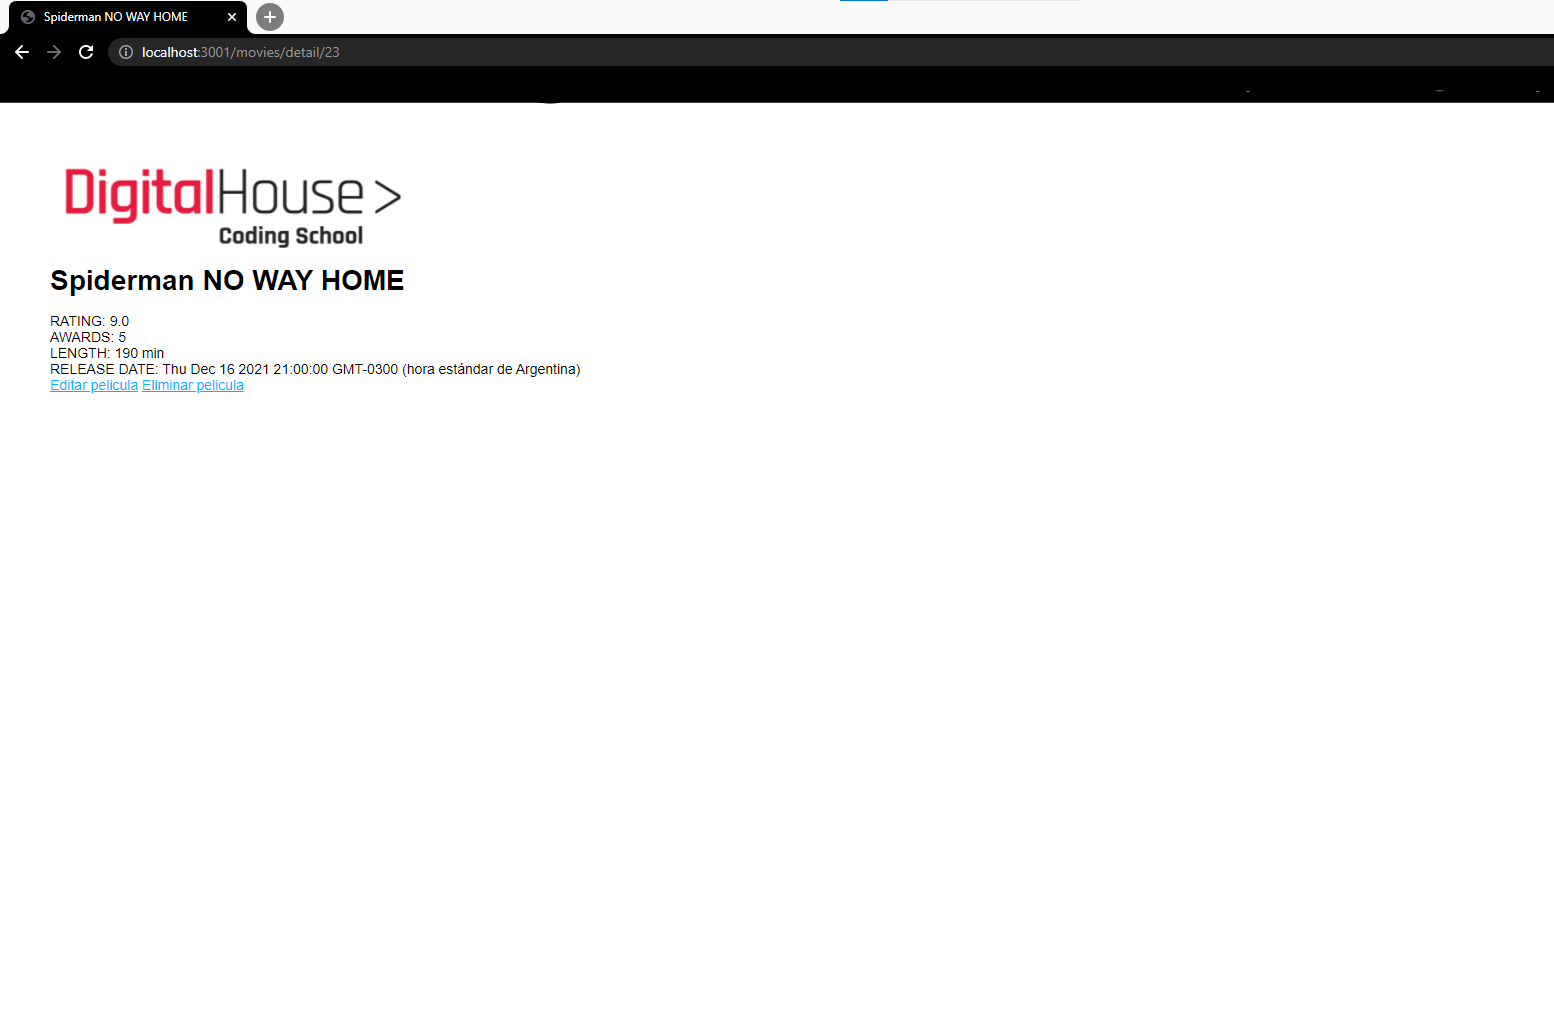 Spiderman NO WAY HOME
localhost:3001/movies/detail/23
DigitalHouse >
Coding School
Spiderman NO WAY HOME
RATING: 9.0
AWARDS: 5
LENGTH: 190 min
RELEASE DATE: Thu Dec 16 2021 21:00:00 GMT-0300 (hora estándar de Argentina)
Editar pelicula Eliminar pelicula